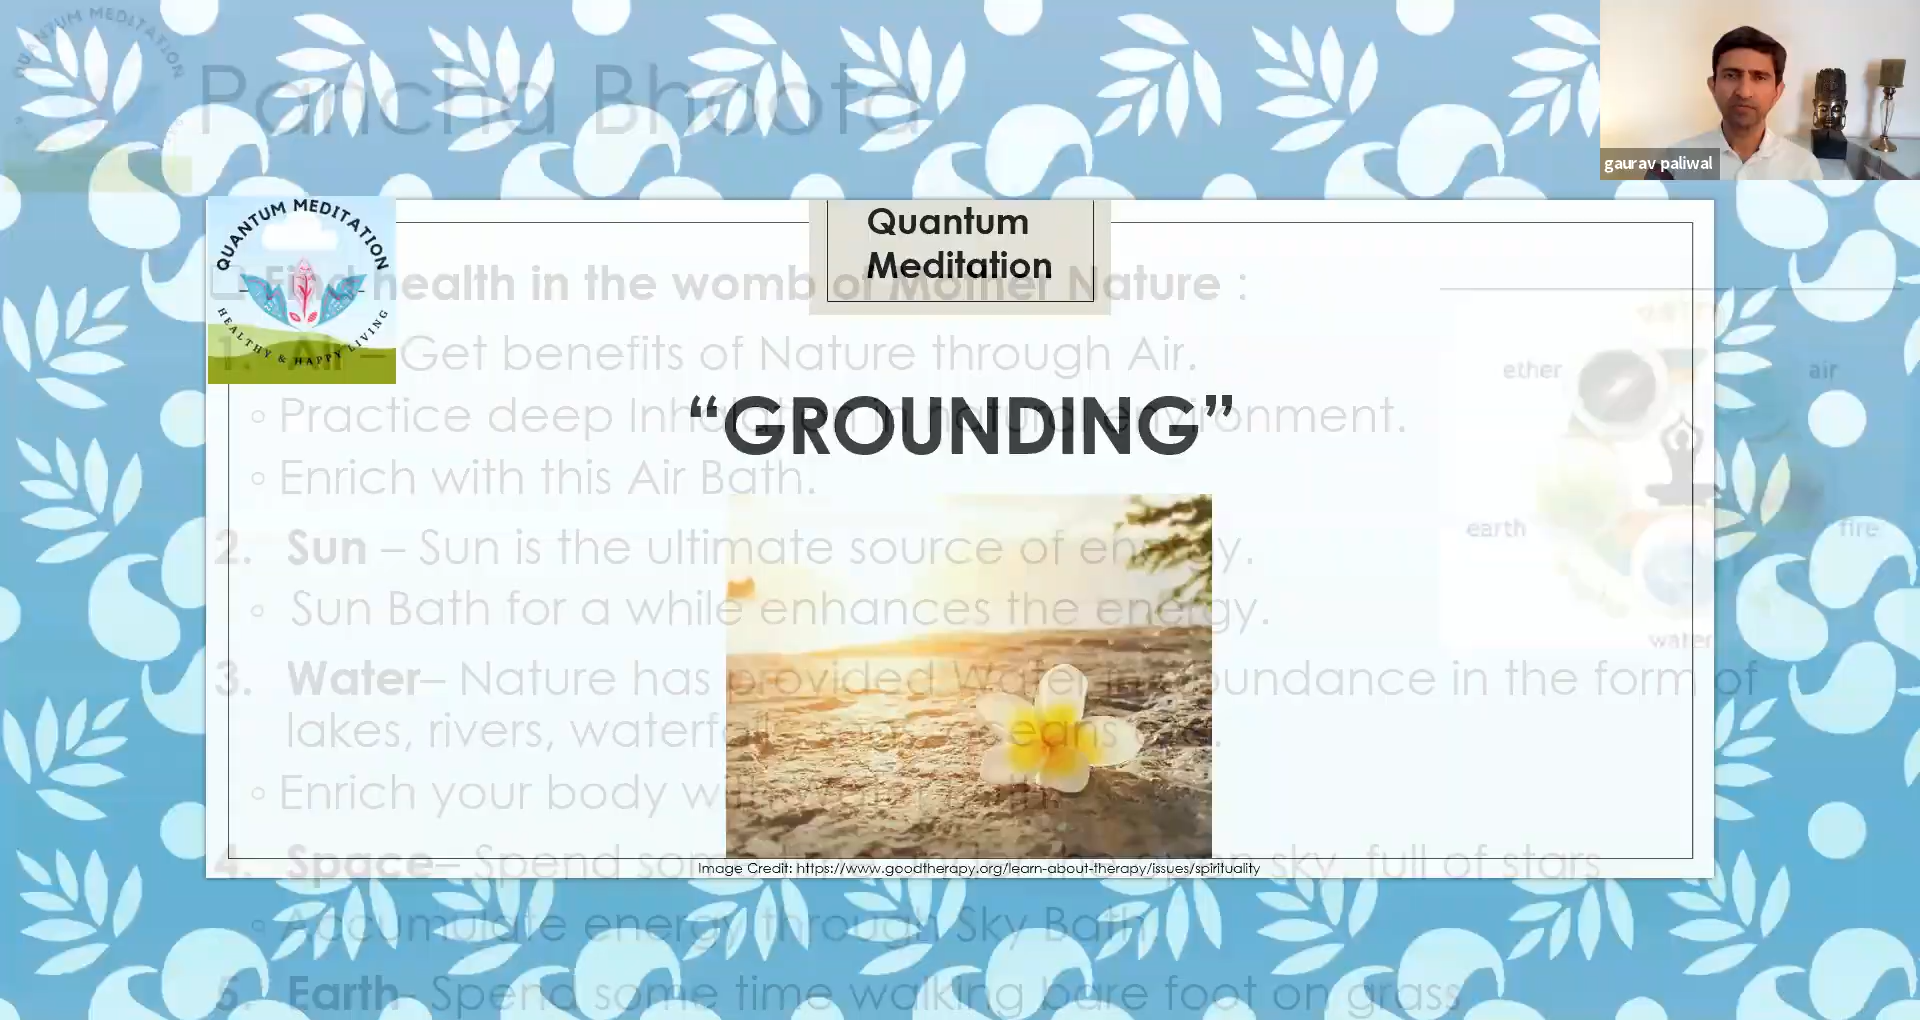 QUANTUM MEDITATION
Pancha Bhoota
gaurav paliwal
QUANTUM MEDITATION
HEALTHY & HAPPY LIVING
Quantum
Meditation
Find health in the womb of Mother Nature :
1. Air – Get benefits of Nature through Air.
Practice deep Inhalation in natural environment.
Enrich with this Air Bath.
“GROUNDING”
2. Sun – Sun is the ultimate source of energy.
Sun Bath for a while enhances the energy.
3. Water– Nature has provided Water in abundance in the form of
lakes, rivers, waterfalls, seas, oceans
Enrich your body with
4. Space– Spend some sky, full of stars
Accumulate energy through Sky Bath.
5. Earth- Spend some time walking bare foot on grass
ether
air
earth
fire
water
Image Credit: https://www.goodtherapy.org/learn-about-therapy/issues/spirituality